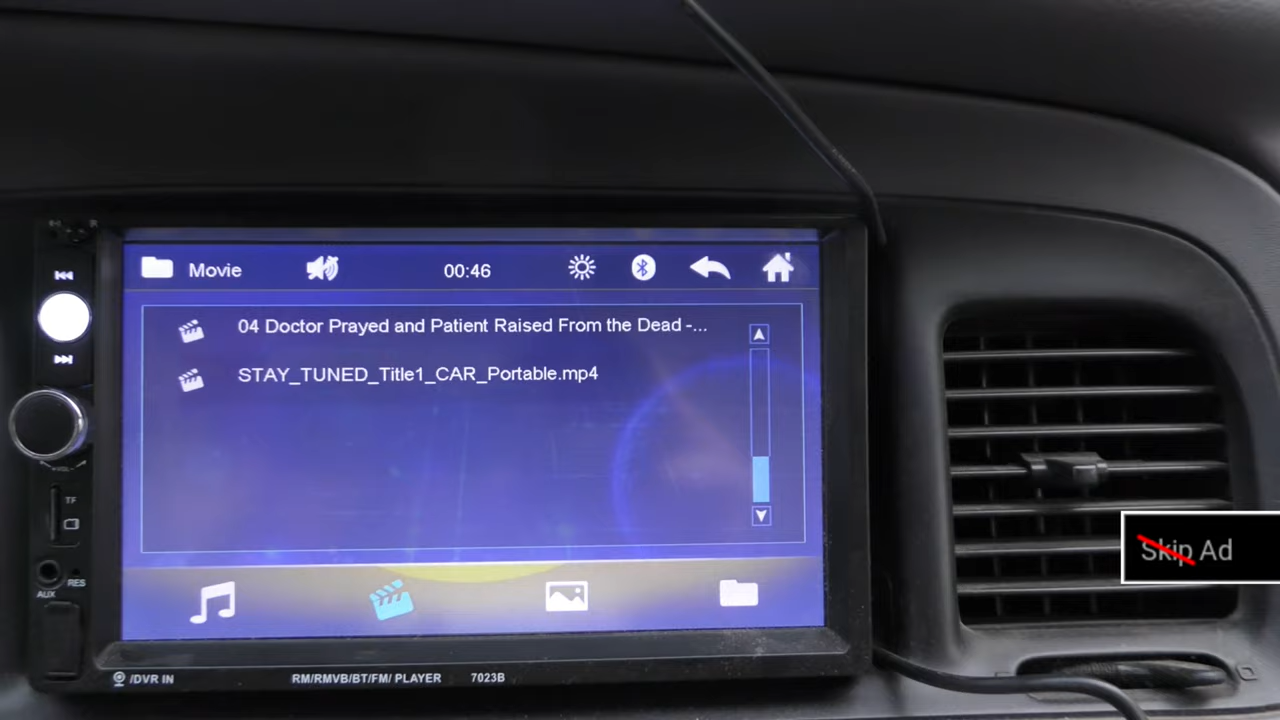 Movie
00:46
04 Doctor Prayed and Patient Raised From the Dead -...
STAY_TUNED_Title1_CAR_Portable.mp4
TF
RES
AUX
Skip Ad
/DVR IN
RM/RMVB/BT/FM/ PLAYER
7023B